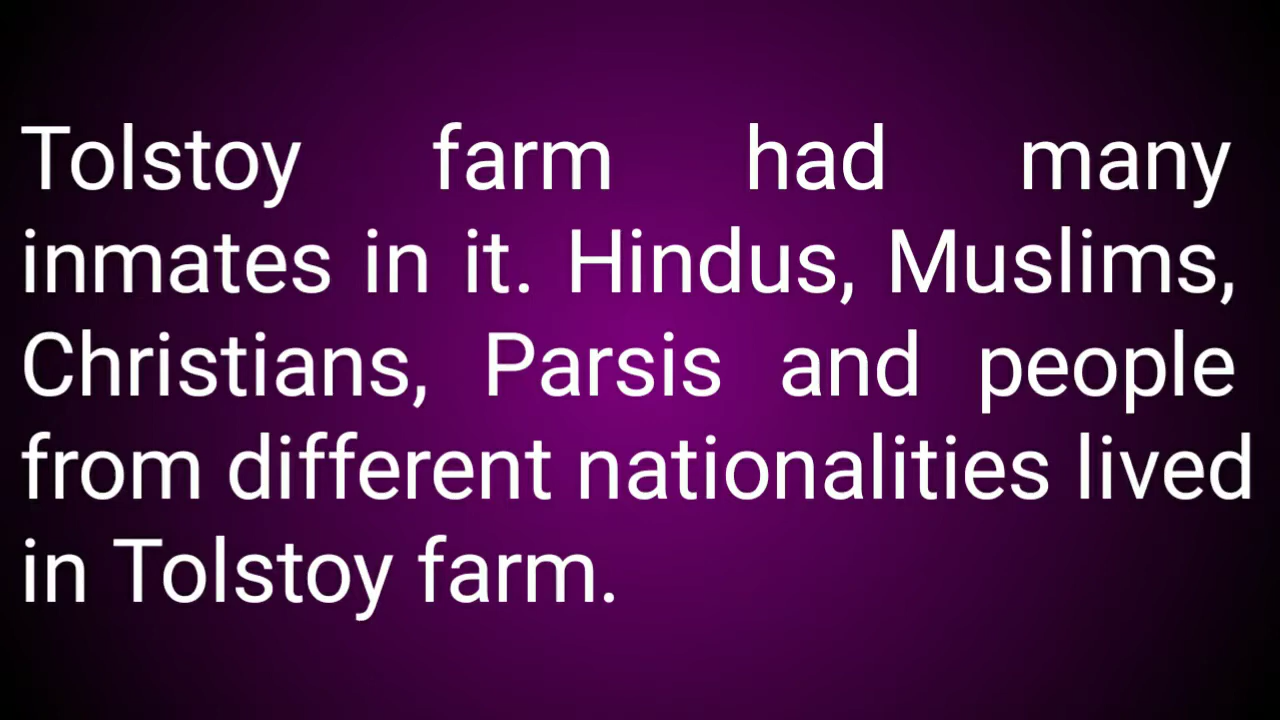 Tolstoy farm had many
inmates in it. Hindus, Muslims,
Christians, Parsis and people
from different nationalities lived
in Tolstoy farm.